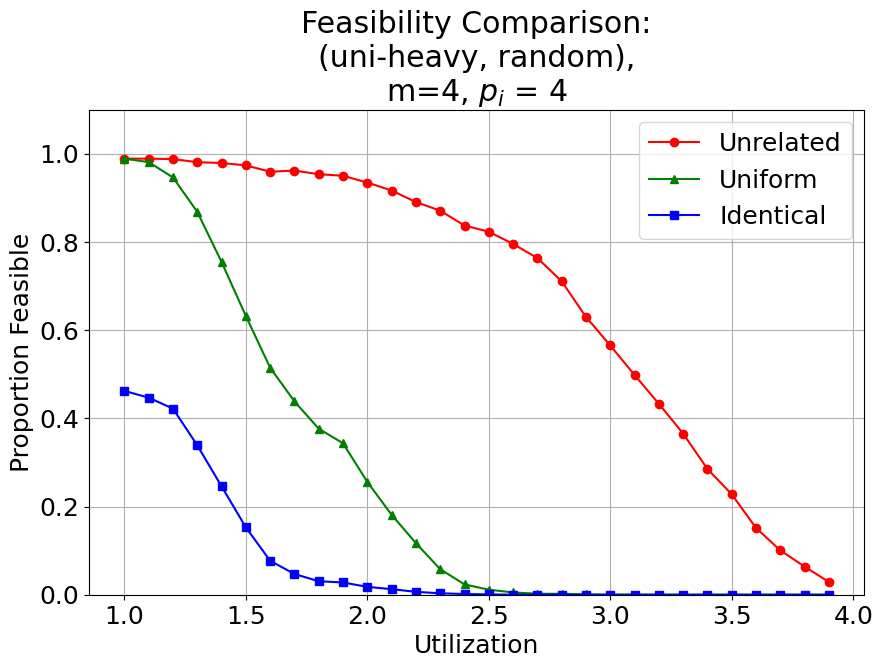 Feasibility Comparison:
(uni-heavy, random),
m=4, $p_i$ = 4
Unrelated
Uniform
Identical
Proportion Feasible
1.0
0.8
0.6
0.4
0.2
0.0
1.0 1.5 2.0 2.5 3.0 3.5 4.0
Utilization